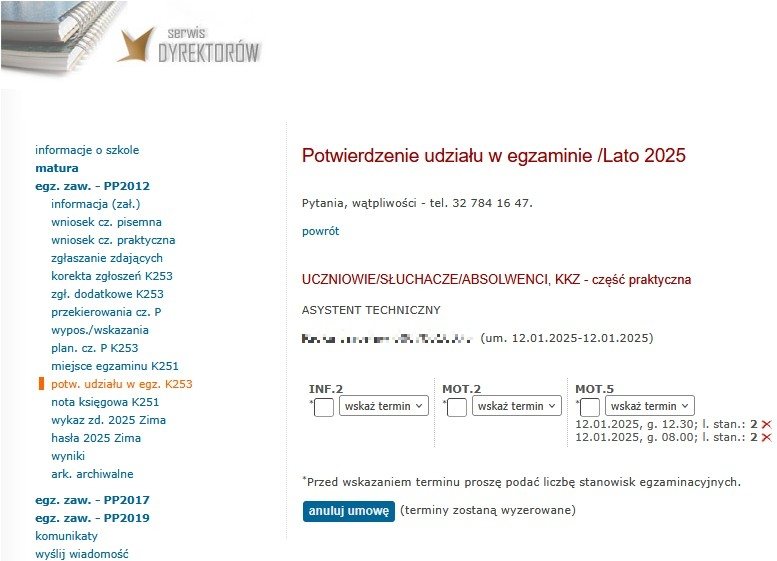 serwis
DYREKTORÓW
informacje o szkole
matura
egz. zaw. - PP2012
informacja (zał.)
wniosek cz. pisemna
wniosek cz. praktyczna
zgłaszanie zdających
korekta zgłoszeń K253
zgł. dodatkowe K253
przekierowania cz. P
wypos./wskazania
plan. cz. P K253
miejsce egzaminu K251
potw. udziału w egz. K253
nota księgowa K251
wykaz zd. 2025 Zima
hasła 2025 Zima
wyniki
ark. archiwalne
egz. zaw. - PP2017
egz. zaw. - PP2019
komunikaty
wyślij wiadomość
Potwierdzenie udziału w egzaminie /Lato 2025
Pytania, wątpliwości - tel. 32 784 16 47.
powrót
UCZNIOWIE/SŁUCHACZE/ABSOLWENCI, KKZ - część praktyczna
ASYSTENT TECHNICZNY
(um. 12.01.2025-12.01.2025)
INF.2
* wskaż termin
MOT.2
* wskaż termin
MOT.5
* wskaż termin
12.01.2025, g. 12.30; l. stan.: 2
12.01.2025, g. 08.00; l. stan.: 2
*Przed wskazaniem terminu proszę podać liczbę stanowisk egzaminacyjnych.
anuluj umowę (terminy zostaną wyzerowane)